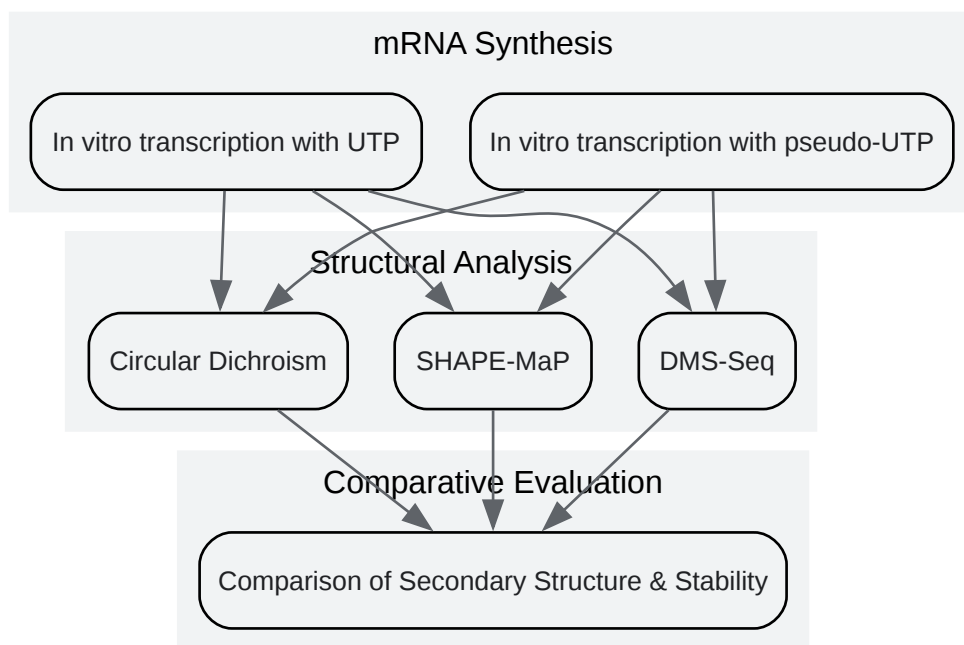 mRNA Synthesis
In vitro transcription with UTP
In vitro transcription with pseudo-UTP
Structural Analysis
Circular Dichroism
SHAPE-MaP
DMS-Seq
Comparative Evaluation
Comparison of Secondary Structure & Stability